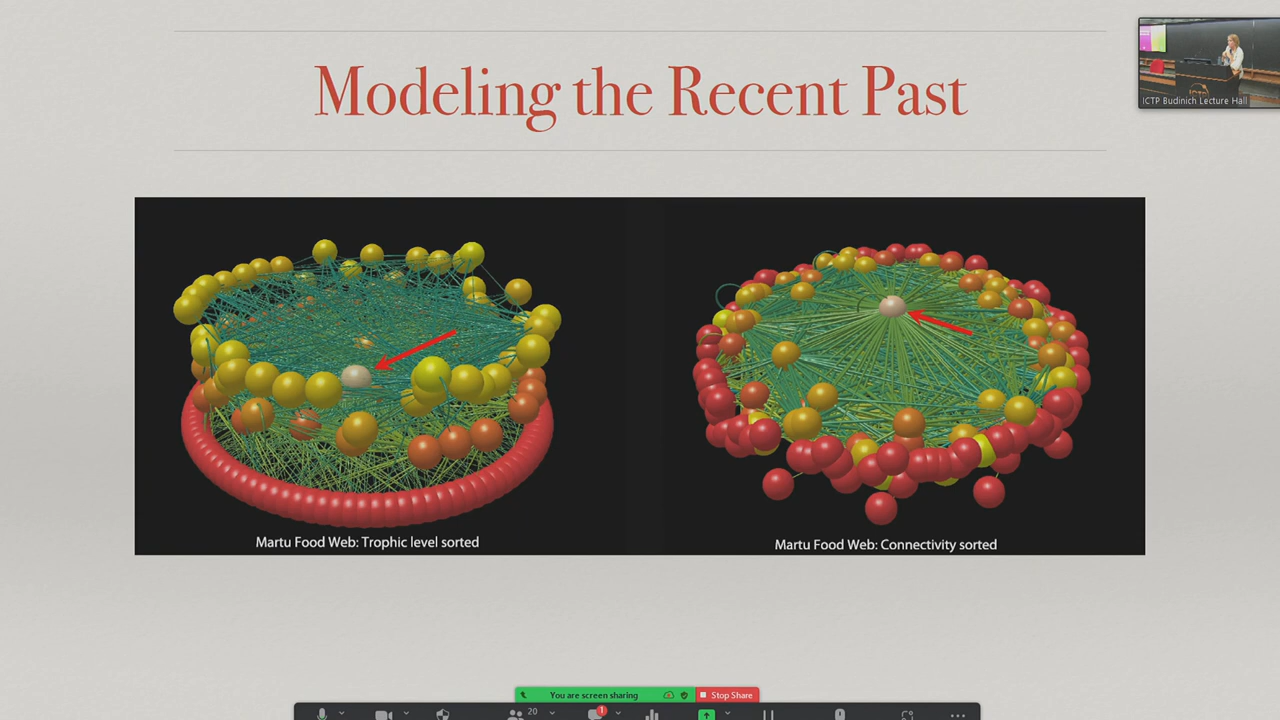 Modeling the Recent Past
ICTP Budinich Lecture Hall
Martu Food Web: Trophic level sorted
Martu Food Web: Connectivity sorted
You are screen sharing
Stop Share
20
1